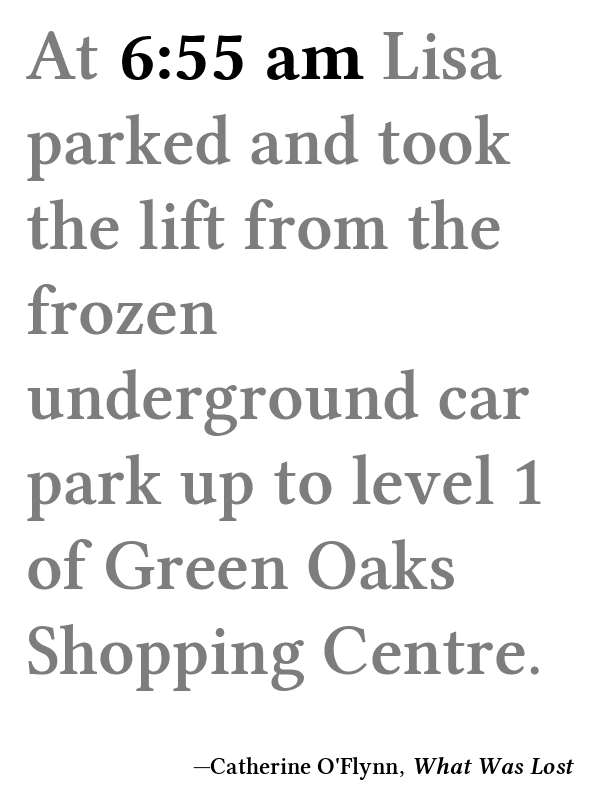 At 6:55 am Lisa
parked and took
the lift from the
frozen
underground car
park up to level 1
of Green Oaks
Shopping Centre.
—Catherine O'Flynn, What Was Lost